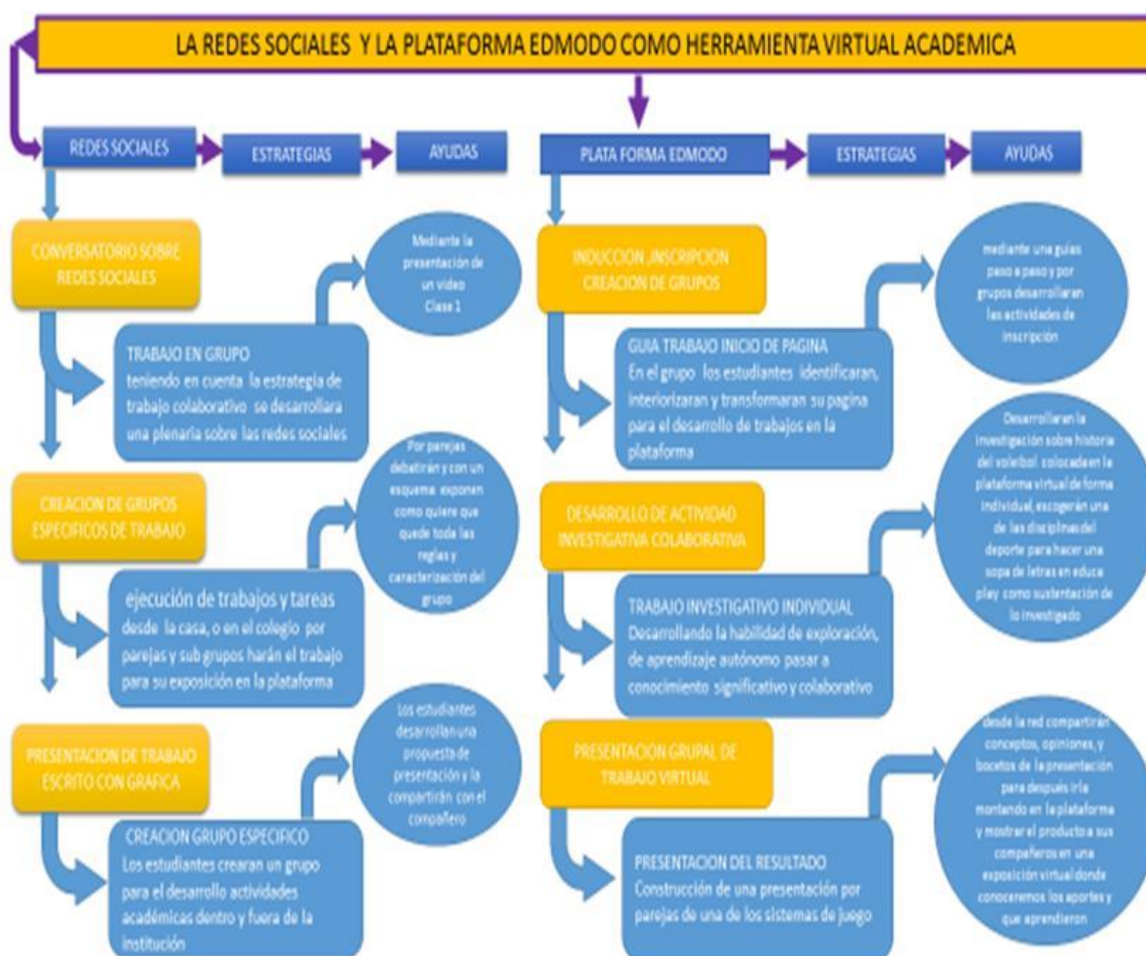 LA REDES SOCIALES Y LA PLATAFORMA EDMODO COMO HERRAMIENTA VIRTUAL ACADEMICA
REDES SOCIALES
ESTRATEGIAS
AYUDAS
PLATA FORMA EDMODO
ESTRATEGIAS
AYUDAS
CONVERSATORIO SOBRE
REDES SOCIALES
Mediante la
presentación de
un video
Clase 1
TRABAJO EN GRUPO
teniendo en cuenta la estrategia de
trabajo colaborativo se desarrollara
una plenaria sobre las redes sociales
CREACION DE GRUPOS
ESPECIFICOS DE TRABAJO
Por parejas
debatirán y con un
esquema exponen
como quiere que
quede toda las
reglas y
caracterización del
grupo
ejecución de trabajos y tareas
desde la casa, o en el colegio por
parejas y sub grupos harán el trabajo
para su exposición en la plataforma
PRESENTACION DE TRABAJO
ESCRITO CON GRAFICA
Los estudiantes
desarrollan una
propuesta de
presentación y la
compartirán con el
compañero
CREACION GRUPO ESPECIFICO
Los estudiantes crearan un grupo
para el desarrollo actividades
académicas dentro y fuera de la
institución
INDUCCION ,INSCRIPCION
CREACION DE GRUPOS
mediante una guías
paso a paso y por
grupos desarrollaran
las actividades de
inscripción
GUIA TRABAJO INICIO DE PAGINA
En el grupo los estudiantes identificaran,
interiorizaran y transformaran su pagina
para el desarrollo de trabajos en la
plataforma
DESARROLLO DE ACTIVIDAD
INVESTIGATIVA COLABORATIVA
Desarrollaran la
investigación sobre historia
del voleibol colocada en la
plataforma virtual de forma
individual, escogerán una
de las disciplinas del
deporte para hacer una
sopa de letras en educa
play como sustentación de
lo investigado
TRABAJO INVESTIGATIVO INDIVIDUAL
Desarrollando la habilidad de exploración,
de aprendizaje autónomo pasar a
conocimiento significativo y colaborativo
PRESENTACION GRUPAL DE
TRABAJO VIRTUAL
desde la red compartirán
conceptos, opiniones, y
bocetos de la presentación
para después irla
montando en la plataforma
y mostrar el producto a sus
compañeros en una
exposición virtual donde
conoceremos los aportes y
que aprendieron
PRESENTACION DEL RESULTADO
Construcción de una presentación por
parejas de una de los sistemas de juego